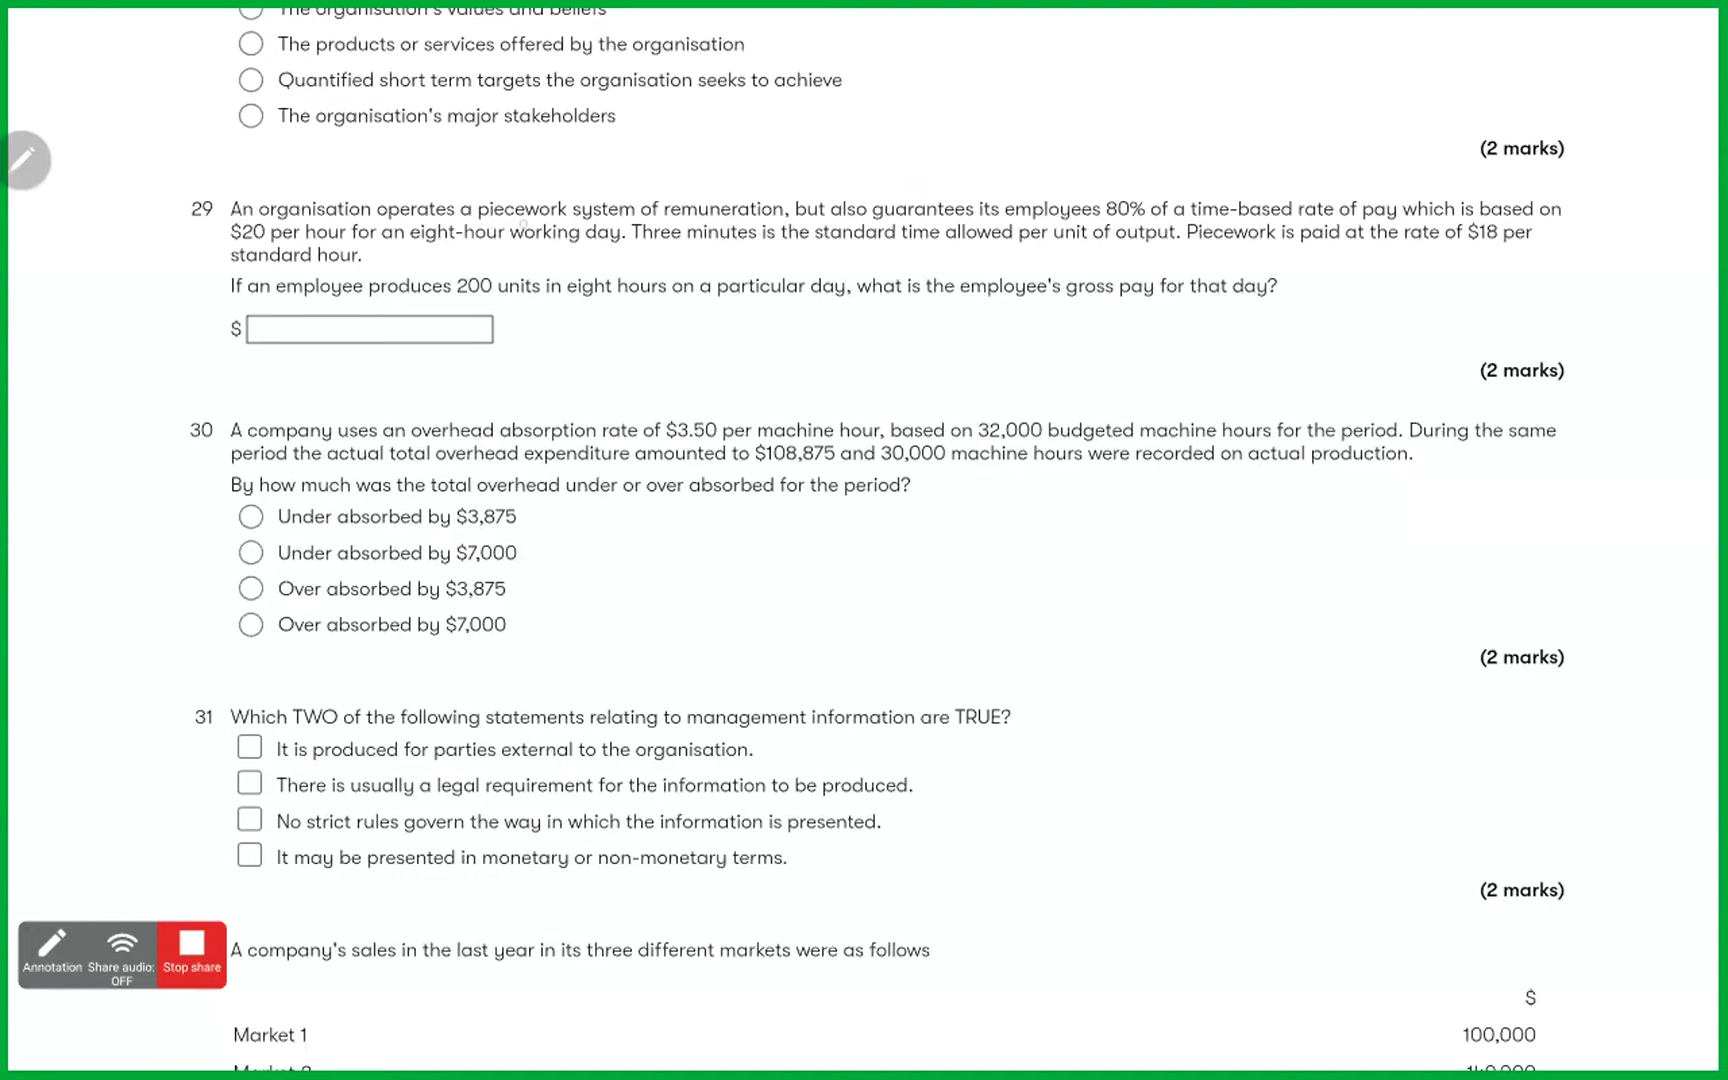 The organisation's values and beliefs
The products or services offered by the organisation
Quantified short term targets the organisation seeks to achieve
The organisation's major stakeholders
(2 marks)
29 An organisation operates a piecework system of remuneration, but also guarantees its employees 80% of a time-based rate of pay which is based on
$20 per hour for an eight-hour working day. Three minutes is the standard time allowed per unit of output. Piecework is paid at the rate of $18 per
standard hour.
If an employee produces 200 units in eight hours on a particular day, what is the employee's gross pay for that day?
$
(2 marks)
30 A company uses an overhead absorption rate of $3.50 per machine hour, based on 32,000 budgeted machine hours for the period. During the same
period the actual total overhead expenditure amounted to $108,875 and 30,000 machine hours were recorded on actual production.
By how much was the total overhead under or over absorbed for the period?
Under absorbed by $3,875
Under absorbed by $7,000
Over absorbed by $3,875
Over absorbed by $7,000
(2 marks)
31 Which TWO of the following statements relating to management information are TRUE?
It is produced for parties external to the organisation.
There is usually a legal requirement for the information to be produced.
No strict rules govern the way in which the information is presented.
It may be presented in monetary or non-monetary terms.
(2 marks)
Annotation Share audio: OFF Stop share
A company's sales in the last year in its three different markets were as follows
$
Market 1 100,000